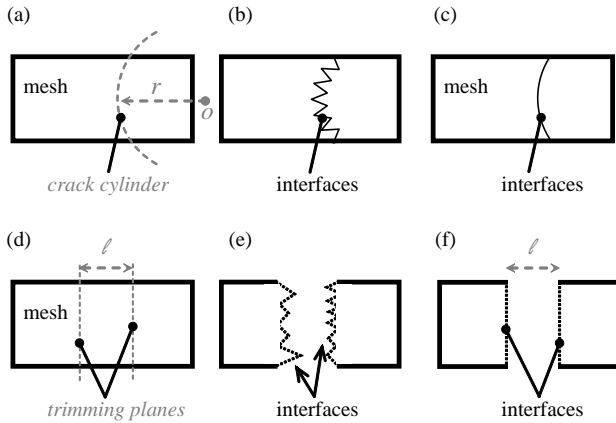 (a)
(b)
(c)
mesh
r
o
mesh
crack cylinder
interfaces
interfaces
(d)
(e)
(f)
ℓ
ℓ
mesh
trimming planes
interfaces
interfaces